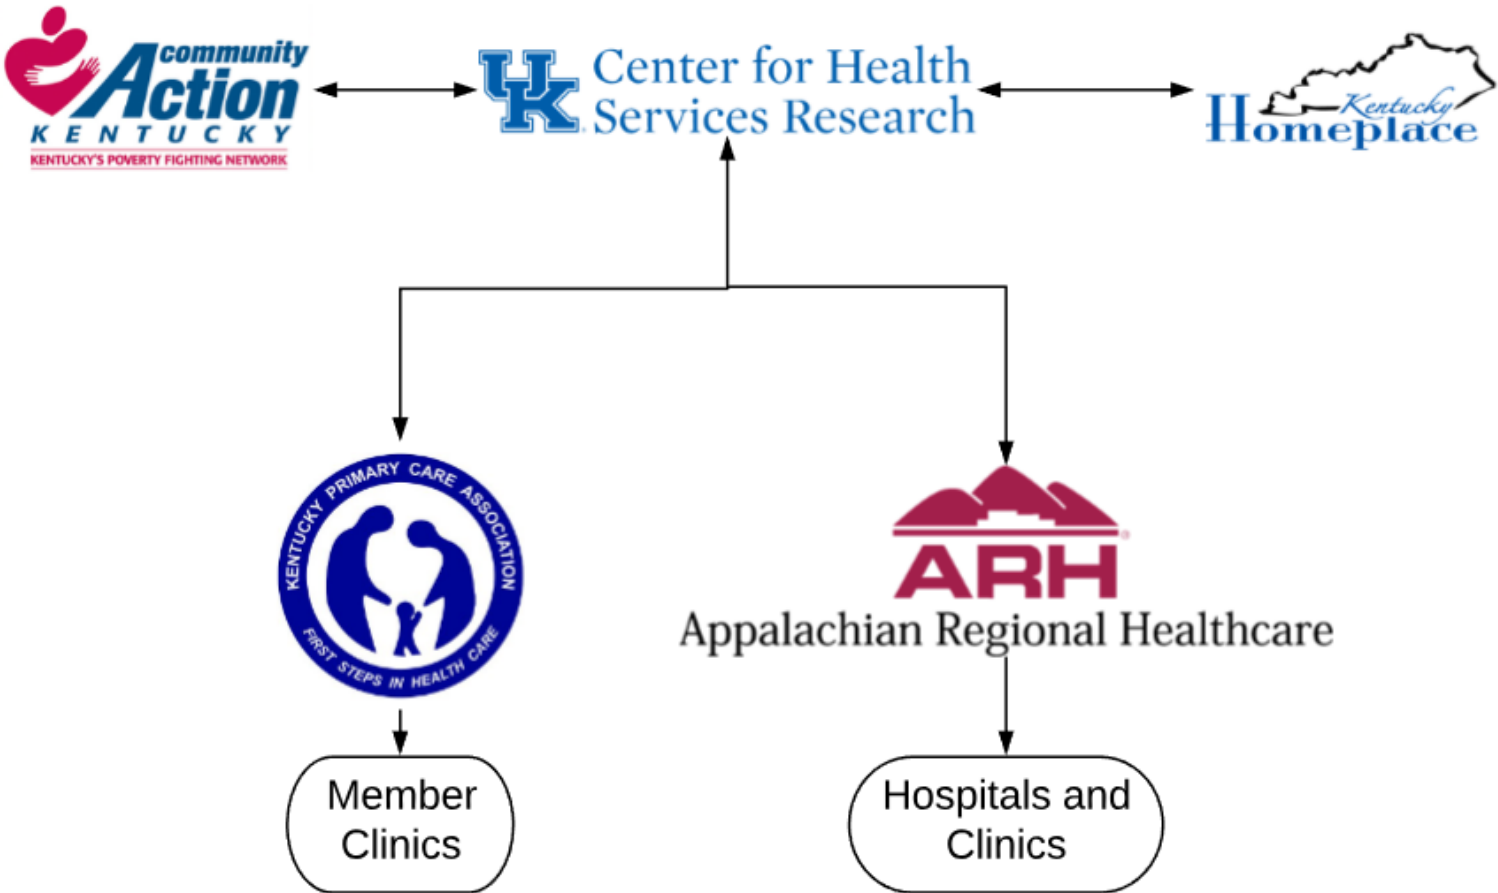 community
Action
KENTUCKY
KENTUCKY'S POVERTY FIGHTING NETWORK
UK Center for Health
Services Research
Kentucky
Homeplace
KENTUCKY PRIMARY CARE ASSOCIATION
FIRST STEPS IN HEALTH CARE
ARH®
Appalachian Regional Healthcare
Member
Clinics
Hospitals and
Clinics